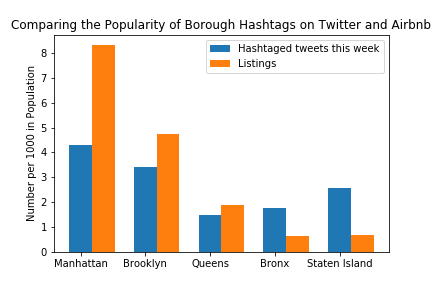 Comparing the Popularity of Borough Hashtags on Twitter and Airbnb
Hashtaged tweets this week
Listings
Number per 1000 in Population
8
7
6
5
4
3
2
1
0
Manhattan Brooklyn Queens Bronx Staten Island